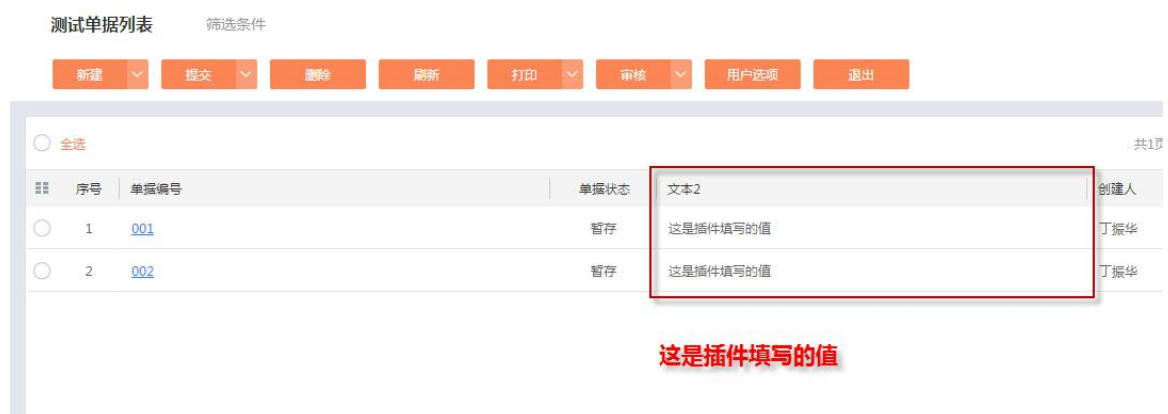 测试单据列表 筛选条件
新建 提交 删除 刷新 打印 审核 用户选项 退出
全选 共1页
序号 单据编号 单据状态 文本2 创建人
1 001 暂存 这是插件填写的值 丁振华
2 002 暂存 这是插件填写的值 丁振华
这是插件填写的值